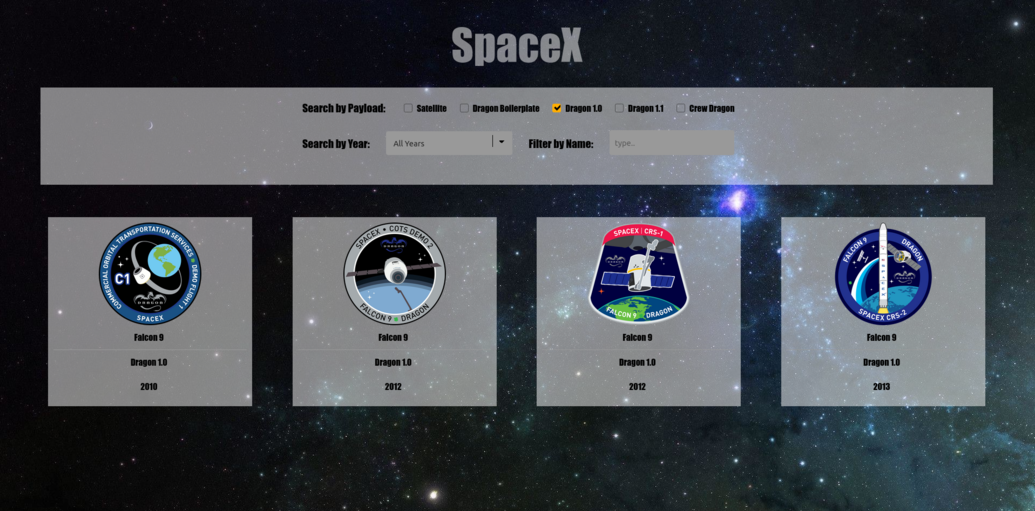 SpaceX
Search by Payload: Satellite Dragon Boilerplate Dragon 1.0 Dragon 1.1 Crew Dragon
Search by Year: All Years Filter by Name: type..
COMMERCIAL ORBITAL TRANSPORTATION SERVICES • DEMO FLIGHT 1
C1
DRAGON
SPACEX
SPACEX • COTS DEMO 2
DRAGON
FALCON 9 DRAGON
SPACEX | CRS-1
FALCON 9 DRAGON
FALCON 9 DRAGON
SPACEX CRS-2
Falcon 9 Falcon 9 Falcon 9 Falcon 9
Dragon 1.0 Dragon 1.0 Dragon 1.0 Dragon 1.0
2010 2012 2012 2013